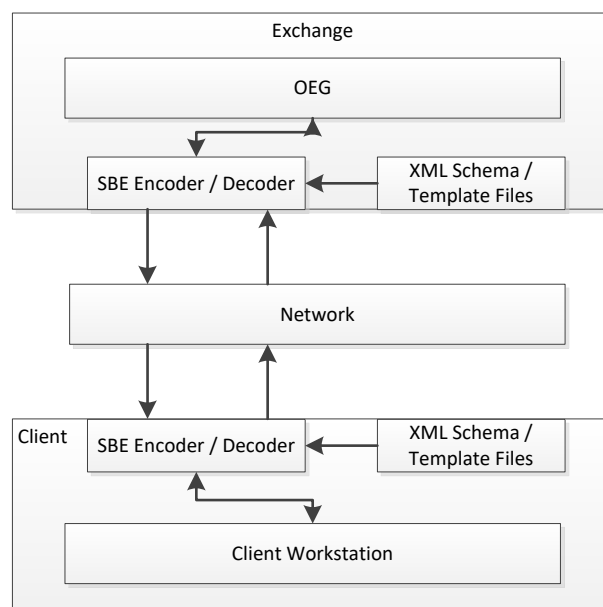 Exchange
OEG
SBE Encoder / Decoder
XML Schema /
Template Files
Network
Client
SBE Encoder / Decoder
XML Schema /
Template Files
Client Workstation